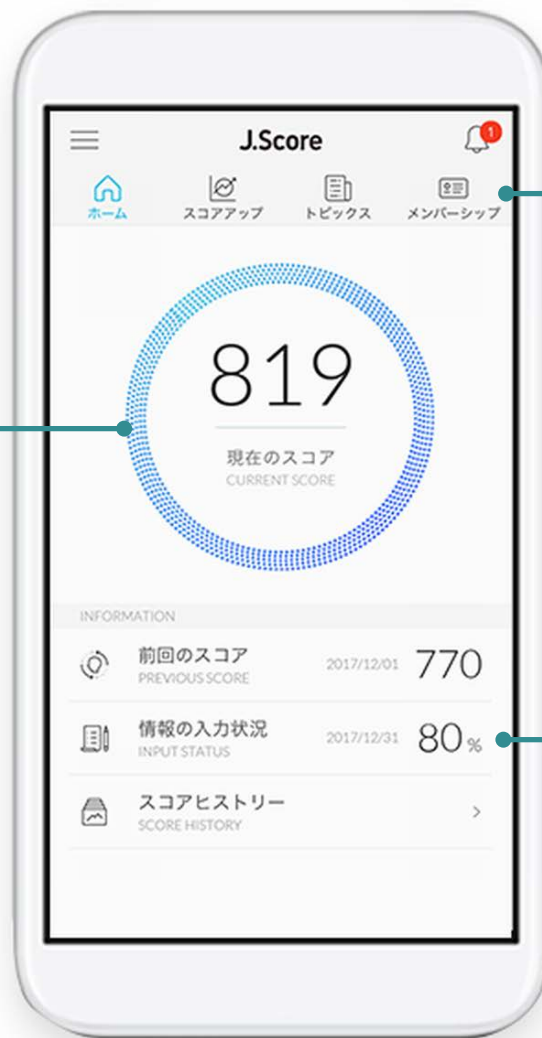 J.Score
1
ホーム
スコアアップ
トピックス
メンバーシップ
819
現在のスコア
CURRENT SCORE
INFORMATION
前回のスコア
PREVIOUS SCORE
2017/12/01
770
情報の入力状況
INPUT STATUS
2017/12/31
80%
スコアヒストリー
SCORE HISTORY